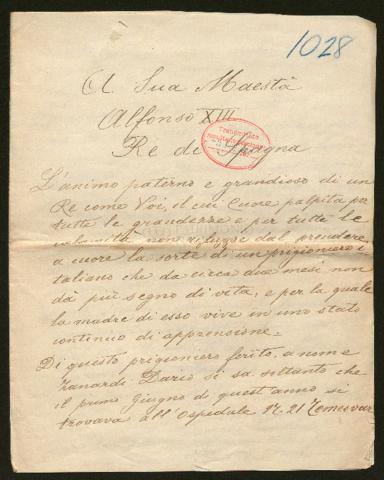 1028
A Sua Maestà
Alfonso XIII
Re di Spagna
L'animo paterno e grandioso di un
Re come Voi, il cui Cuore palpita per
tutte le grandezze e per tutte le
calamità non rifugge dal prendere
a cuore la sorte di un prigioniero i-
taliano che da circa due mesi non
dà più segno di vita, e per la quale
la madre di esso vive in uno stato
continuo di apprensione.
Di questo prigioniero ferito, a nome
Zanardi Dario si sa soltanto che
il primo Giugno di quest'anno si
trovava all'Ospedale N. 21 Temesvar